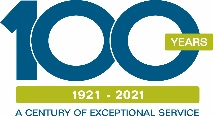 100
YEARS
1921 - 2021
A CENTURY OF EXCEPTIONAL SERVICE